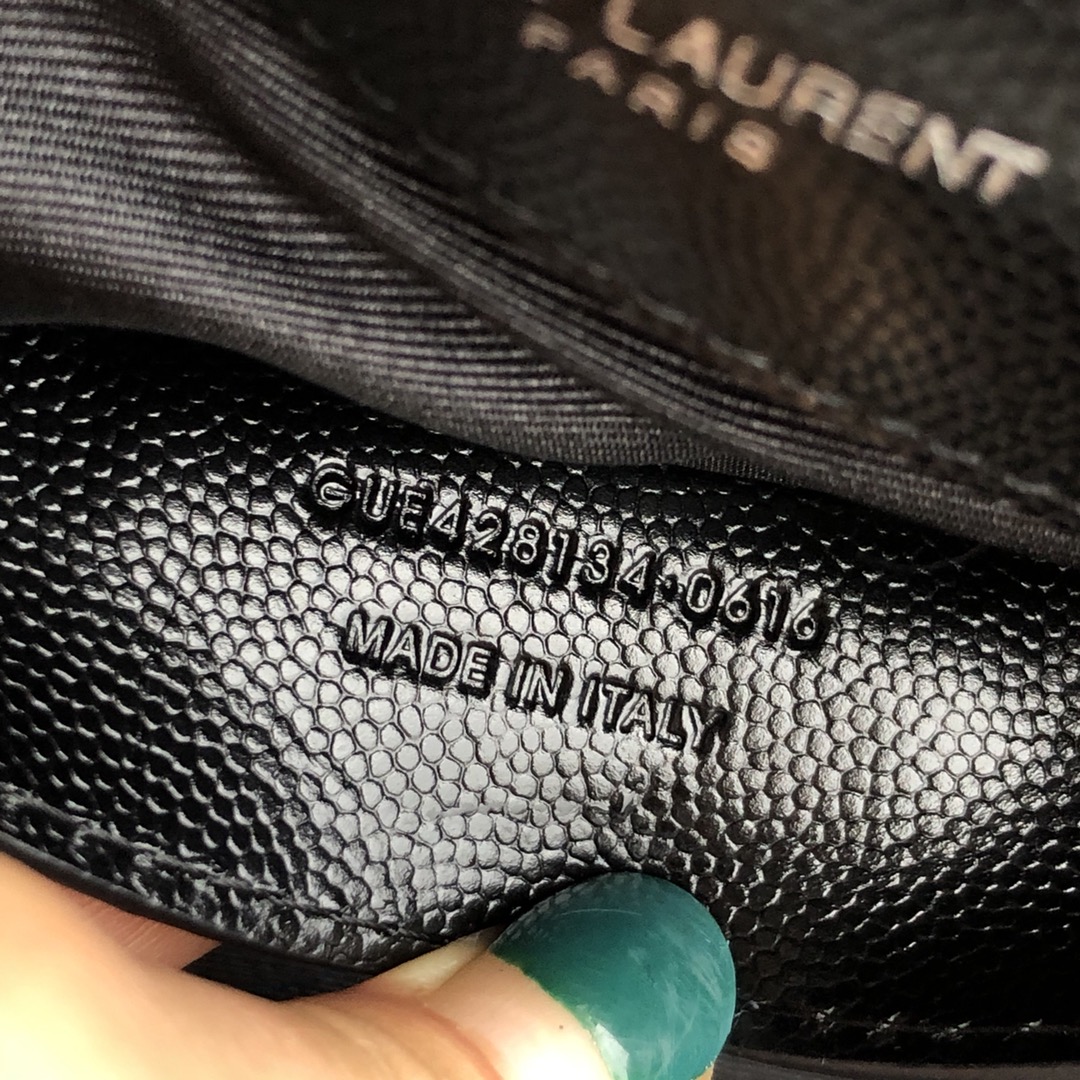 LAURENT
PARIS
GUE428134·0616
MADE IN ITALY